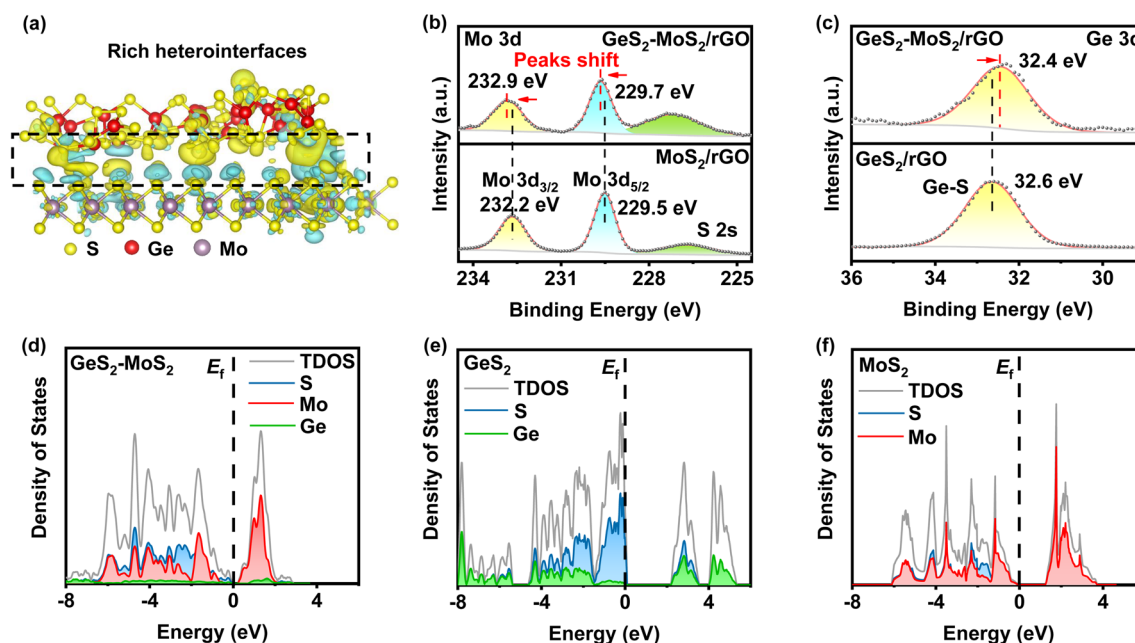 (a)
Rich heterointerfaces
S Ge Mo
(b)
Mo 3d GeS₂-MoS₂/rGO
Peaks shift
232.9 eV
229.7 eV
MoS₂/rGO
Mo 3d₃/₂ Mo 3d₅/₂
232.2 eV 229.5 eV
S 2s
Intensity (a.u.)
234 231 228 225
Binding Energy (eV)
(c)
GeS₂-MoS₂/rGO Ge 3d
32.4 eV
GeS₂/rGO
Ge-S 32.6 eV
Intensity (a.u.)
36 34 32 30
Binding Energy (eV)
(d)
GeS₂-MoS₂
E_f
TDOS
S
Mo
Ge
Density of States
-8 -4 0 4
Energy (eV)
(e)
GeS₂
E_f
TDOS
S
Ge
Density of States
-8 -4 0 4
Energy (eV)
(f)
MoS₂
E_f
TDOS
S
Mo
Density of States
-8 -4 0 4
Energy (eV)